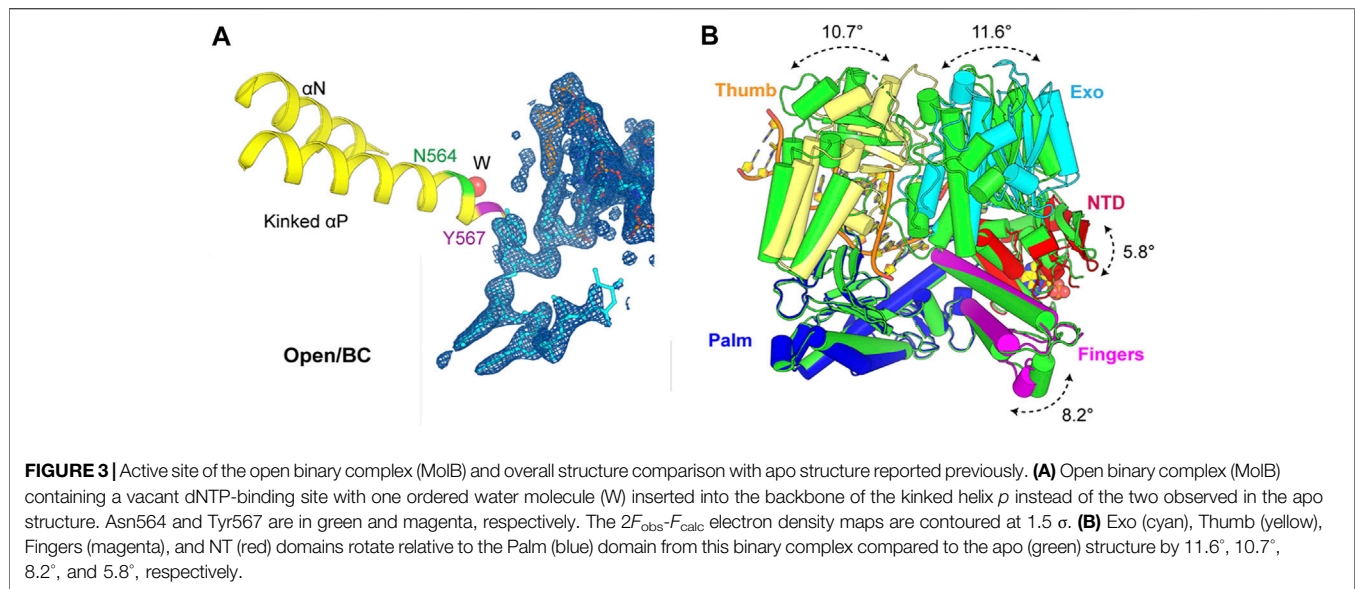 A
B
αN
N564
W
Kinked αP
Y567
Open/BC
10.7°
11.6°
Thumb
Exo
NTD
5.8°
Palm
Fingers
8.2°
FIGURE 3 | Active site of the open binary complex (MolB) and overall structure comparison with apo structure reported previously. (A) Open binary complex (MolB)
containing a vacant dNTP-binding site with one ordered water molecule (W) inserted into the backbone of the kinked helix p instead of the two observed in the apo
structure. Asn564 and Tyr567 are in green and magenta, respectively. The 2Fobs-Fcalc electron density maps are contoured at 1.5 σ. (B) Exo (cyan), Thumb (yellow),
Fingers (magenta), and NT (red) domains rotate relative to the Palm (blue) domain from this binary complex compared to the apo (green) structure by 11.6°, 10.7°,
8.2°, and 5.8°, respectively.